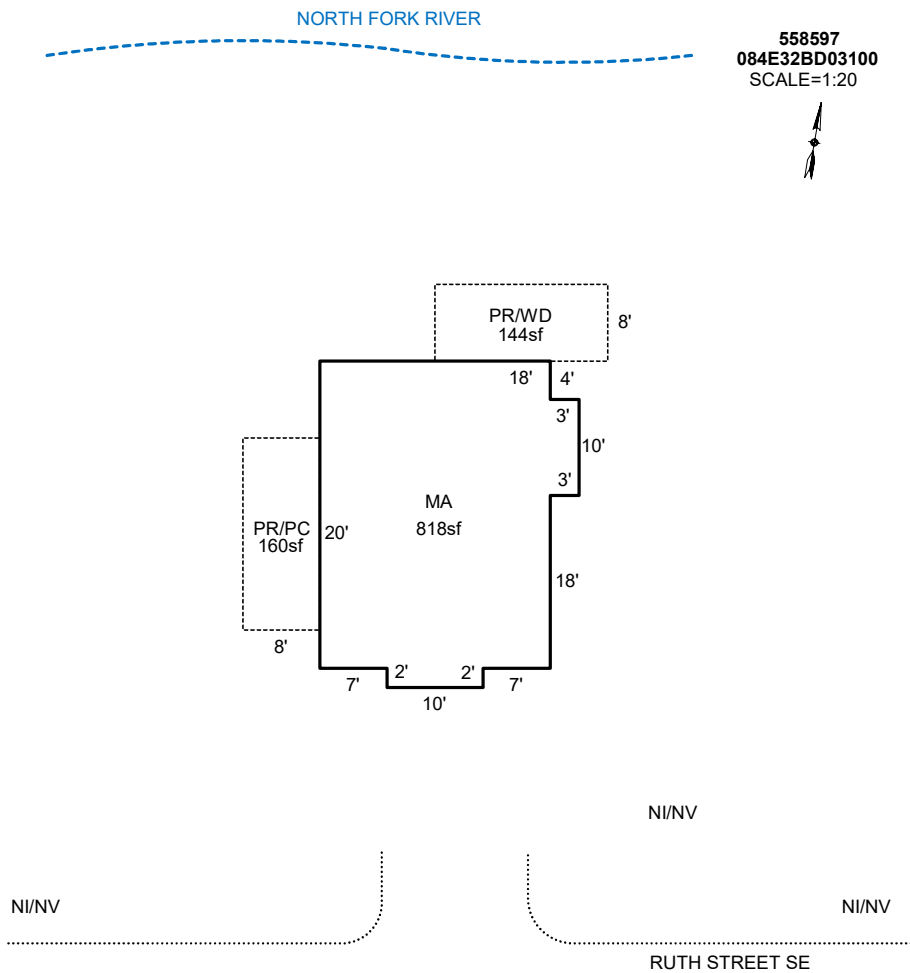 NORTH FORK RIVER
558597
084E32BD03100
SCALE=1:20
PR/WD
144sf
8'
18'
4'
3'
10'
3'
MA
818sf
PR/PC
160sf
20'
18'
8'
7'
2'
2'
7'
10'
NI/NV
NI/NV
NI/NV
RUTH STREET SE